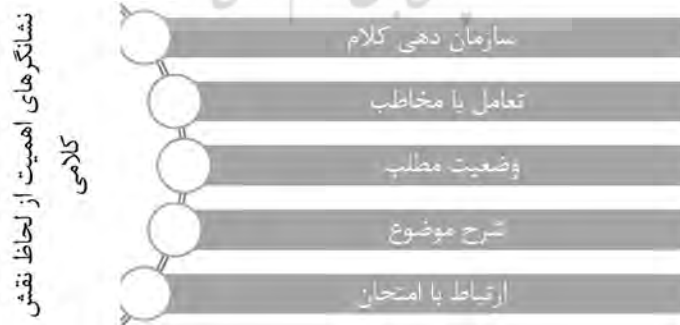 نشانگرهای اهمیت از لحاظ نقش
کلامی
سازمان دهی کلام
تعامل با مخاطب
وضعیت مطلب
شرح موضوع
ارتباط با امتحان